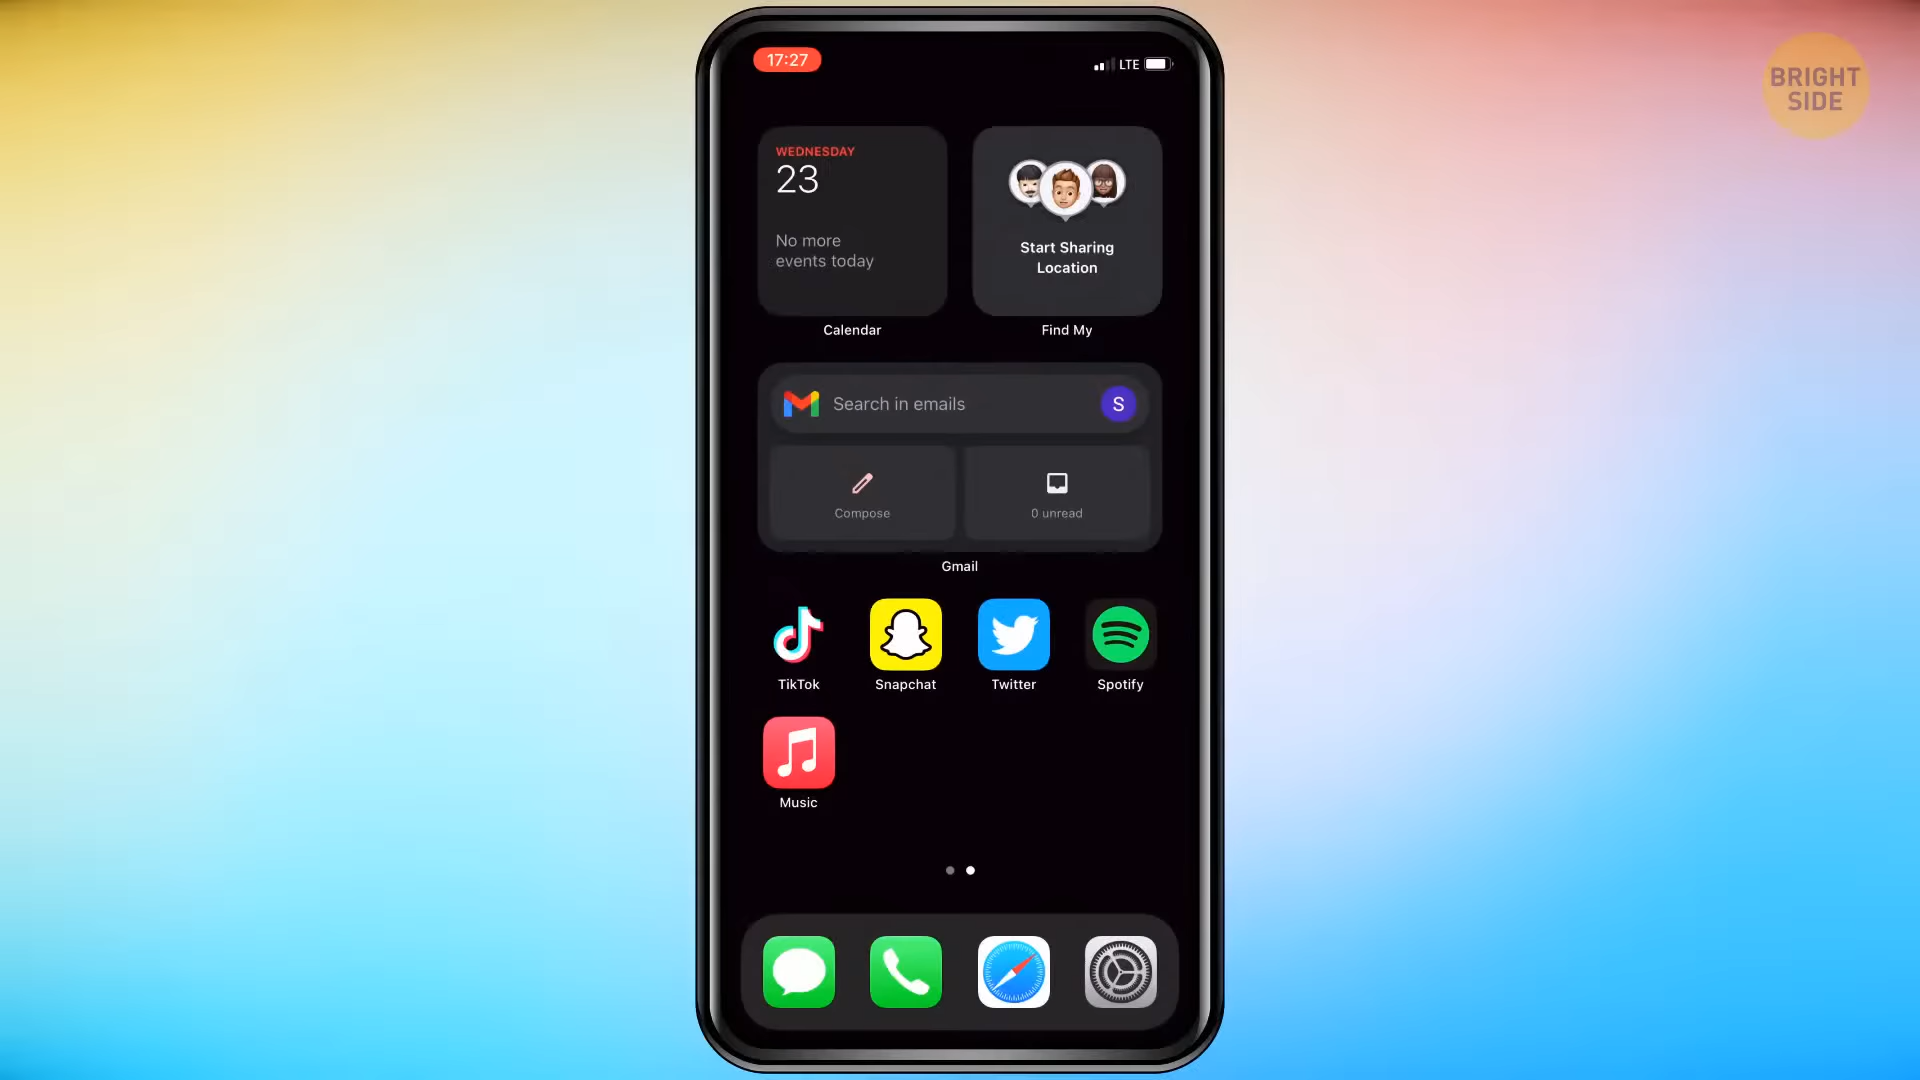 17:27
LTE
BRIGHT
SIDE
WEDNESDAY
23
No more
events today
Calendar
Start Sharing
Location
Find My
Search in emails
S
Compose
0 unread
Gmail
TikTok
Snapchat
Twitter
Spotify
Music